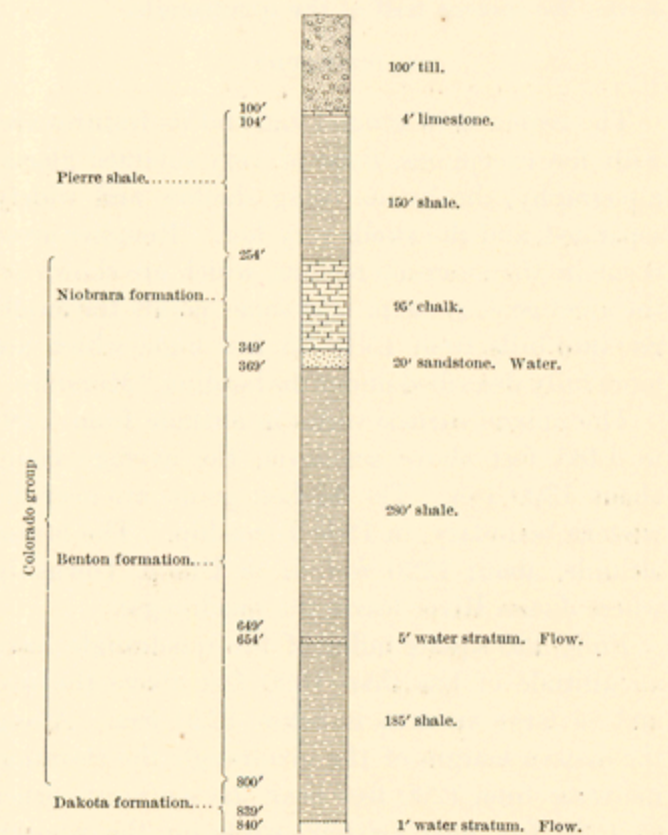 100′ till.
100′
104′
4′ limestone.
Pierre shale..........
150′ shale.
254′
Niobrara formation...
95′ chalk.
349′
369′
20′ sandstone. Water.
Colorado group
280′ shale.
Benton formation....
649′
654′
5′ water stratum. Flow.
185′ shale.
800′
Dakota formation.....
839′
840′
1′ water stratum. Flow.